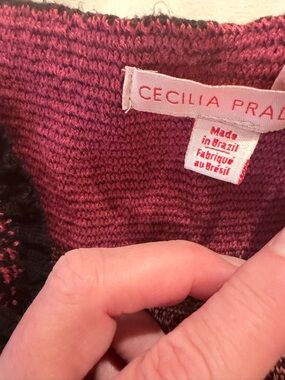 CECILIA PRAD
Made
in Brazil
Fabriqué
au Brésil